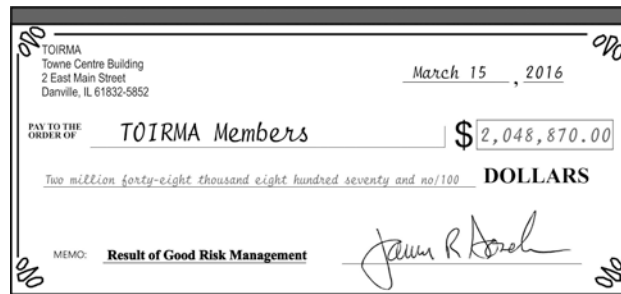 TOIRMA
Towne Centre Building
2 East Main Street
Danville, IL 61832-5852
March 15, 2016
PAY TO THE
ORDER OF TOIRMA Members $ 2,048,870.00
Two million forty-eight thousand eight hundred seventy and no/100 DOLLARS
MEMO: Result of Good Risk Management